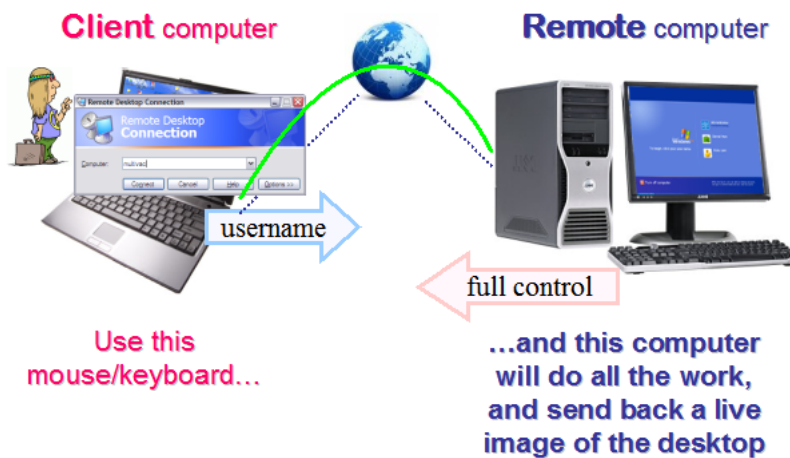 Client computer
Remote computer
Remote Desktop Connection
Remote Desktop
Connection
Computer:
multivac
Connect Cancel Help Options >>
username
full control
Use this
mouse/keyboard…
…and this computer
will do all the work,
and send back a live
image of the desktop